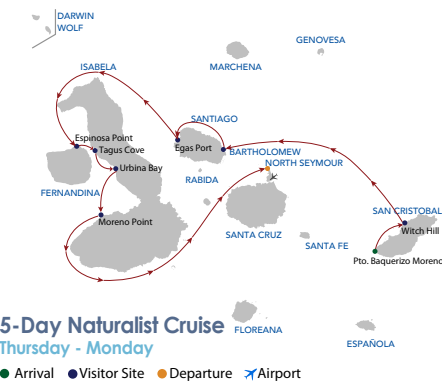 DARWIN
WOLF
GENOVESA
ISABELA
MARCHENA
SANTIAGO
Espinosa Point
Tagus Cove
Egas Port
BARTHOLOMEW
NORTH SEYMOUR
Urbina Bay
RABIDA
FERNANDINA
SAN CRISTOBAL
Moreno Point
Witch Hill
SANTA CRUZ
SANTA FE
Pto. Baquerizo Moreno
5-Day Naturalist Cruise
FLOREANA
Thursday - Monday
ESPAÑOLA
Arrival Visitor Site Departure Airport